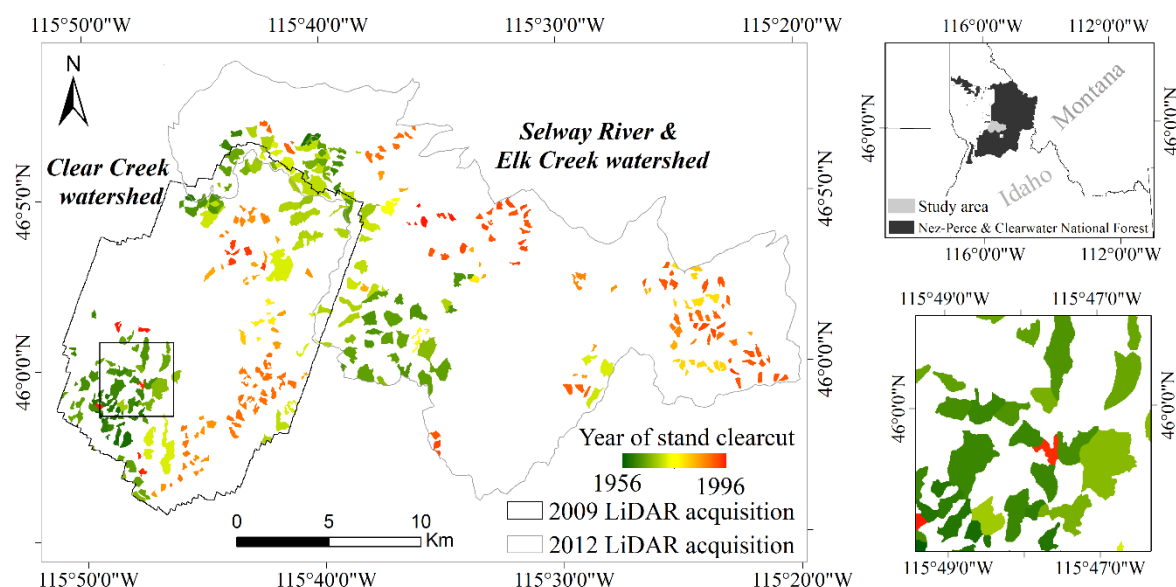 115°50'0"W 115°40'0"W 115°30'0"W 115°20'0"W
N
Clear Creek
watershed
Selway River &
Elk Creek watershed
46°5'0"N
46°5'0"N
46°0'0"N
46°0'0"N
Year of stand clearcut
1956 1996
0 5 10
Km
2009 LiDAR acquisition
2012 LiDAR acquisition
115°50'0"W 115°40'0"W 115°30'0"W 115°20'0"W
116°0'0"W 112°0'0"W
46°0'0"N
46°0'0"N
Montana
Idaho
Study area
Nez-Perce & Clearwater National Forest
116°0'0"W 112°0'0"W
115°49'0"W 115°47'0"W
46°0'0"N
46°0'0"N
115°49'0"W 115°47'0"W